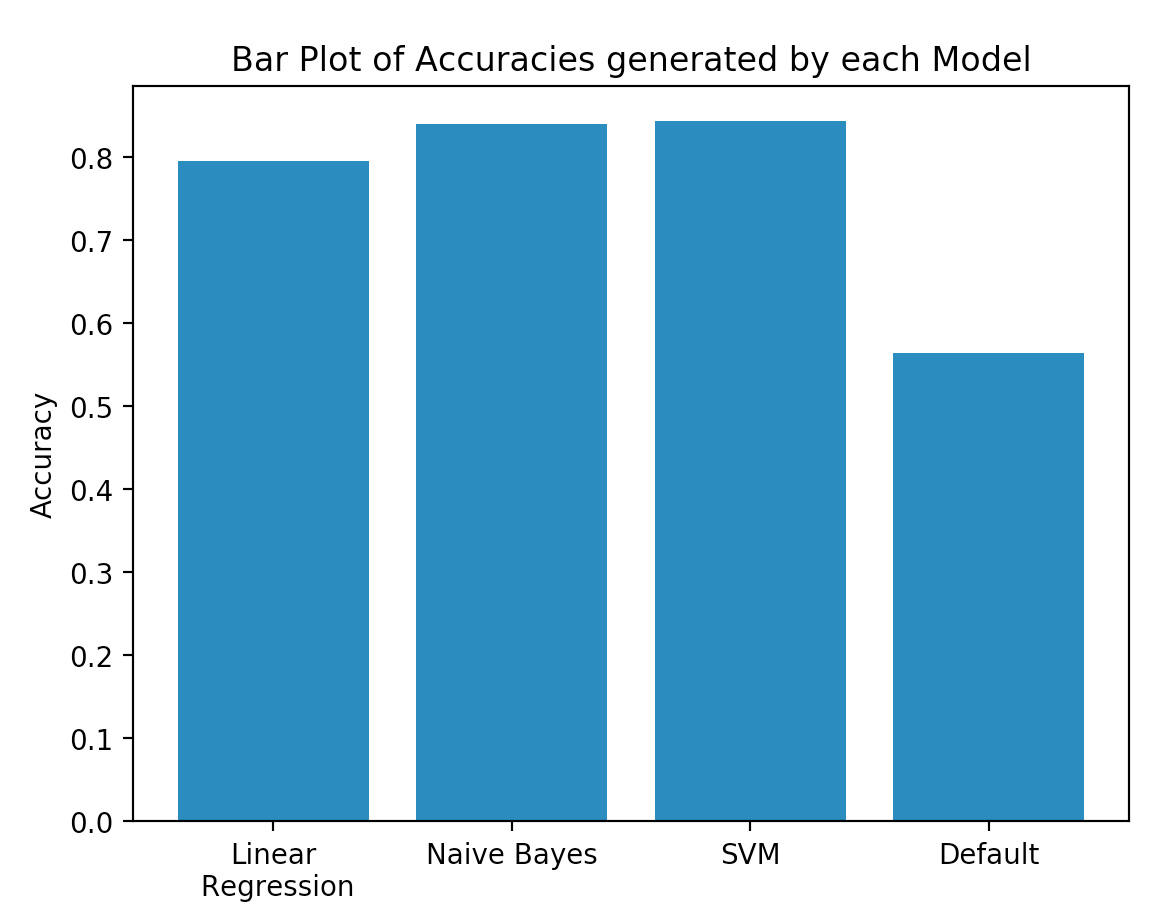 Bar Plot of Accuracies generated by each Model
Accuracy
0.8
0.7
0.6
0.5
0.4
0.3
0.2
0.1
0.0
Linear
Regression
Naive Bayes
SVM
Default